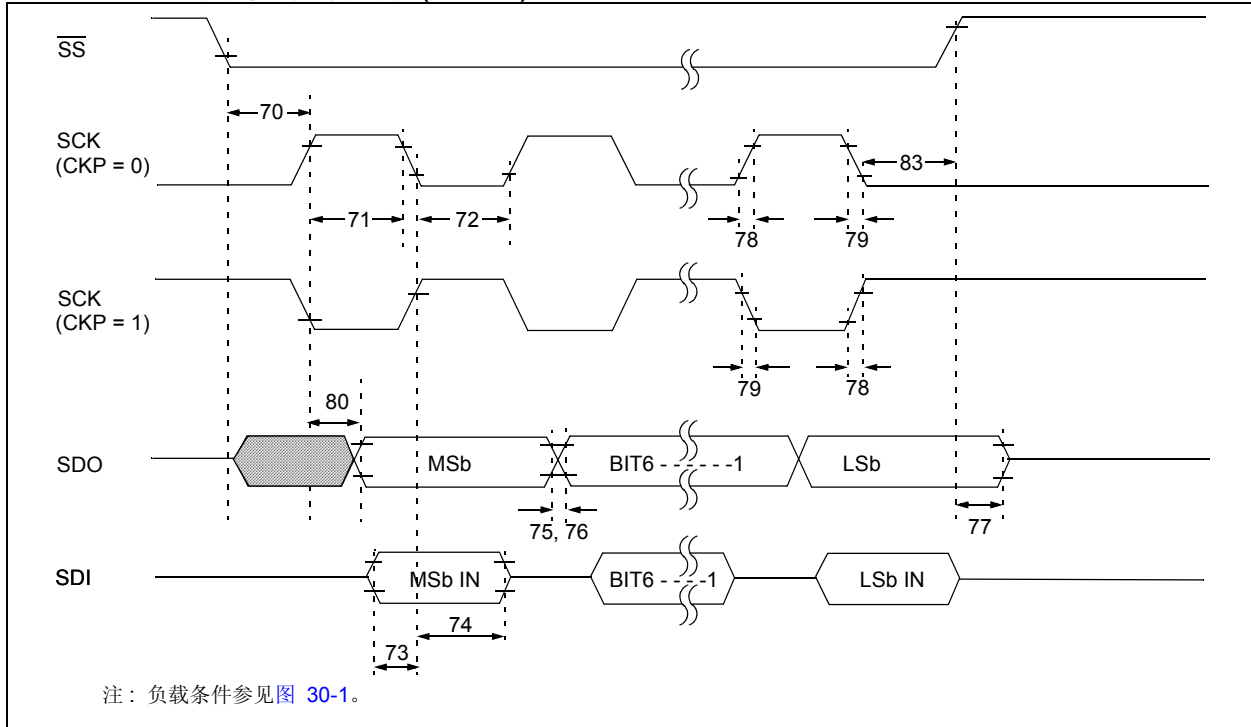 SS
70
SCK
(CKP = 0)
83
71
72
78
79
SCK
(CKP = 1)
79
78
80
SDO
MSb
BIT6 - - - - - -1
LSb
75, 76
77
SDI
MSb IN
BIT6 - - - - -1
LSb IN
74
73
注：负载条件参见图 30-1。